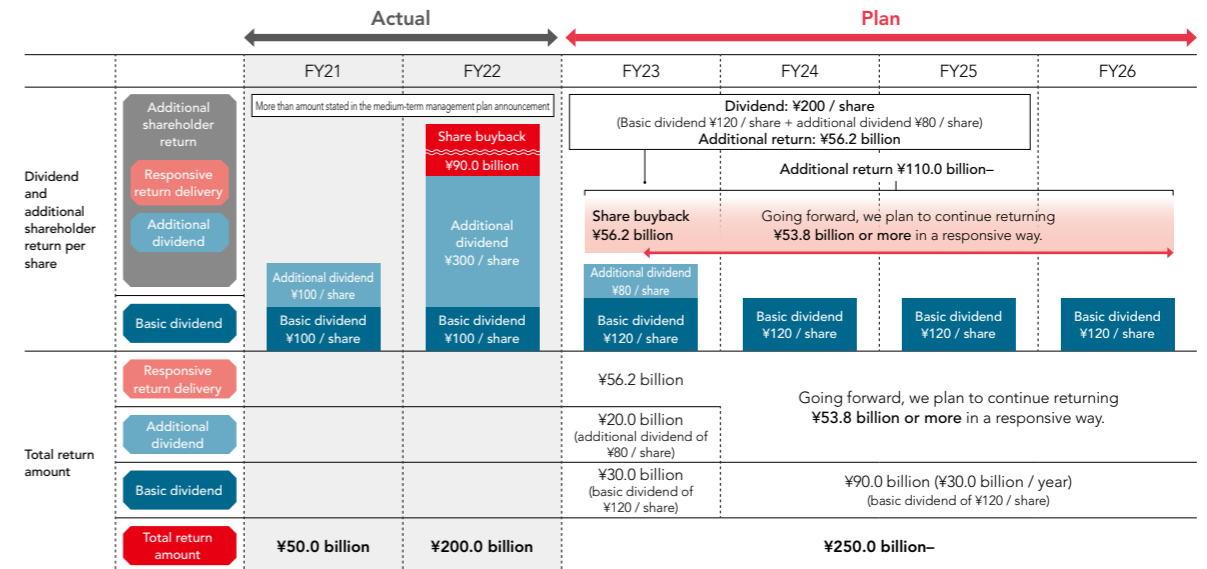 Actual
Plan
FY21
FY22
FY23
FY24
FY25
FY26
Dividend
and
additional
shareholder
return per
share
Additional
shareholder
return
Responsive
return delivery
Additional
dividend
Basic dividend
More than amount stated in the medium-term management plan announcement
Additional dividend
¥100 / share
Basic dividend
¥100 / share
Share buyback
¥90.0 billion
Additional
dividend
¥300 / share
Basic dividend
¥100 / share
Dividend: ¥200 / share
(Basic dividend ¥120 / share + additional dividend ¥80 / share)
Additional return: ¥56.2 billion
Additional return ¥110.0 billion–
Share buyback
¥56.2 billion
Going forward, we plan to continue returning
¥53.8 billion or more in a responsive way.
Additional dividend
¥80 / share
Basic dividend
¥120 / share
Basic dividend
¥120 / share
Basic dividend
¥120 / share
Basic dividend
¥120 / share
Total return
amount
Responsive
return delivery
¥56.2 billion
Going forward, we plan to continue returning
¥53.8 billion or more in a responsive way.
Additional
dividend
¥20.0 billion
(additional dividend of
¥80 / share)
Basic dividend
¥30.0 billion
(basic dividend of
¥120 / share)
¥90.0 billion (¥30.0 billion / year)
(basic dividend of ¥120 / share)
Total return
amount
¥50.0 billion
¥200.0 billion
¥250.0 billion–